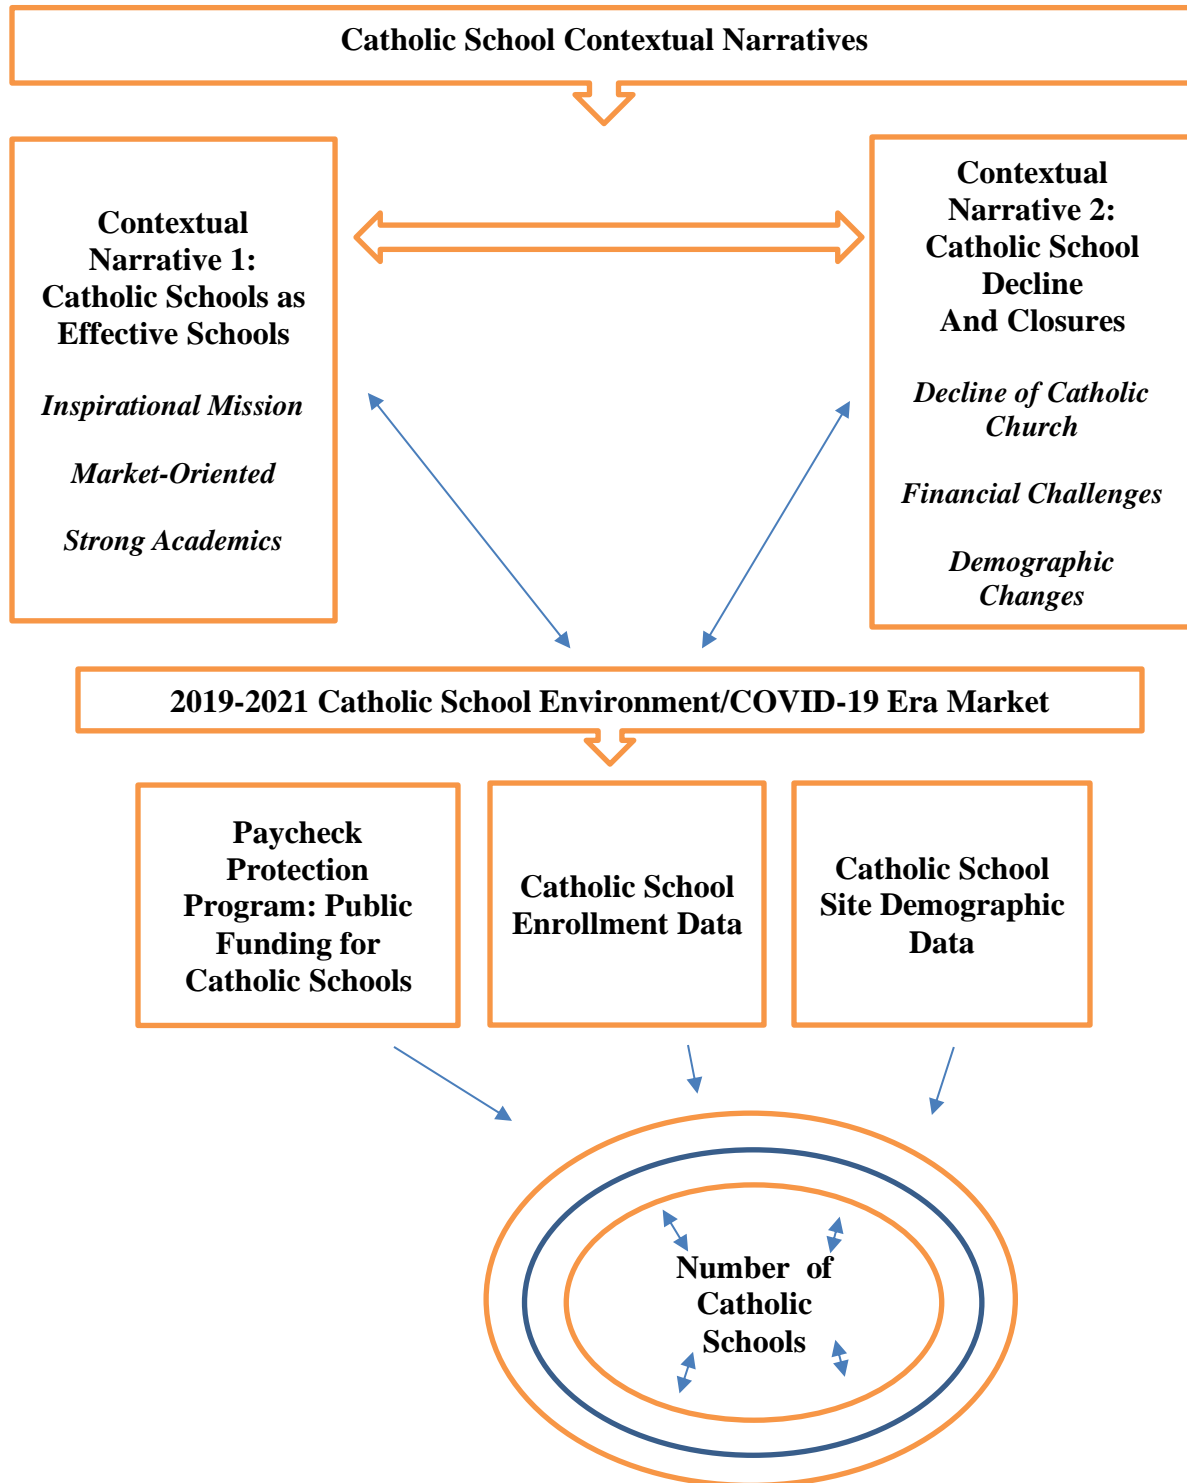 Catholic School Contextual Narratives
Contextual
Narrative 1:
Catholic Schools as
Effective Schools
Inspirational Mission
Market-Oriented
Strong Academics
Contextual
Narrative 2:
Catholic School
Decline
And Closures
Decline of Catholic
Church
Financial Challenges
Demographic
Changes
2019-2021 Catholic School Environment/COVID-19 Era Market
Paycheck
Protection
Program: Public
Funding for
Catholic Schools
Catholic School
Enrollment Data
Catholic School
Site Demographic
Data
Number of
Catholic
Schools